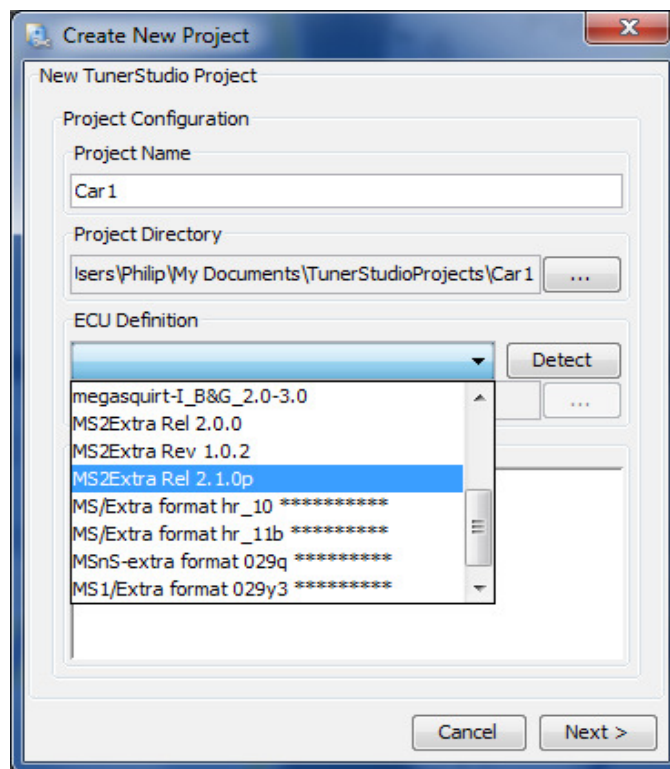 Create New Project
New TunerStudio Project
Project Configuration
Project Name
Car1
Project Directory
\My Documents\TunerStudioProjects\Car1
...
ECU Definition
Detect
megasquirt-I_B&G_2.0-3.0
...
MS2Extra Rel 2.0.0
MS2Extra Rev 1.0.2
MS2Extra Rel 2.1.0p
MS/Extra format hr_10 **********
MS/Extra format hr_11b **********
MSnS-extra format 029q *********
MS1/Extra format 029y3 *********
Cancel
Next >